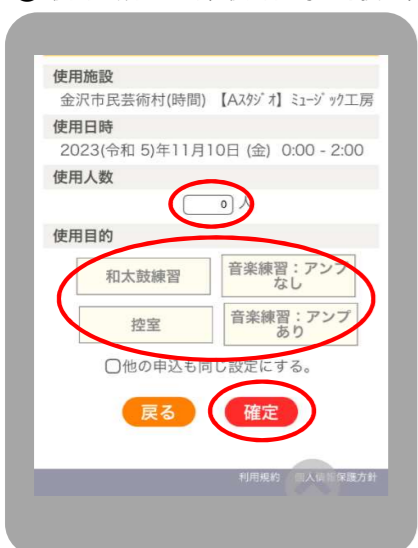 使用施設
金沢市民芸術村(時間) 【Aｽﾀｼﾞｵ】ﾐｭｰｼﾞｯｸ工房
使用日時
2023(令和 5)年11月10日 (金) 0:00 - 2:00
使用人数
0 人
使用目的
和太鼓練習
音楽練習：アンプ
なし
控室
音楽練習：アンプ
あり
他の申込も同じ設定にする。
戻る 確定
利用規約 個人情報保護方針